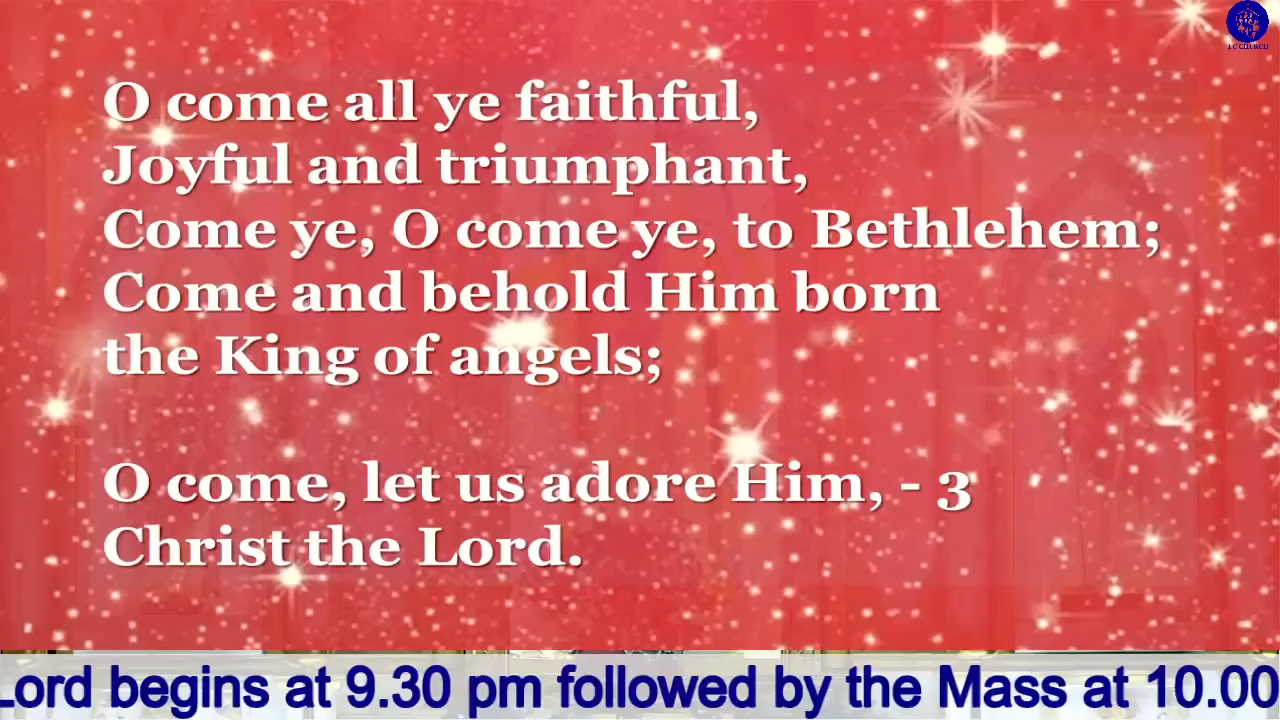 I C CHURCH
O come all ye faithful,
Joyful and triumphant,
Come ye, O come ye, to Bethlehem;
Come and behold Him born
the King of angels;
O come, let us adore Him, - 3
Christ the Lord.
Lord begins at 9.30 pm followed by the Mass at 10.00